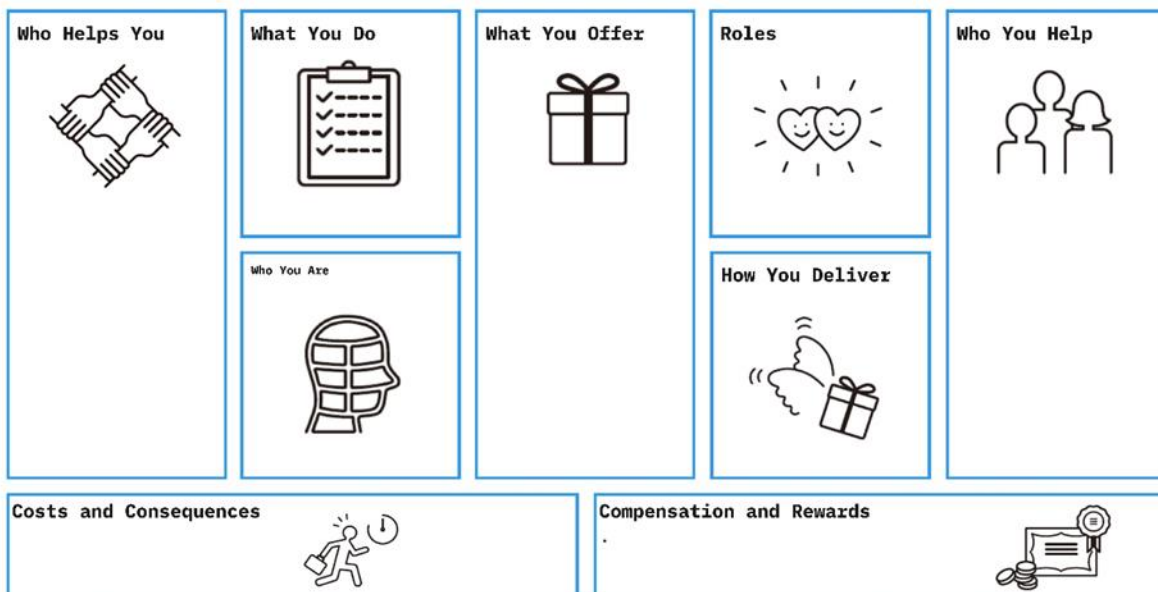 Who Helps You
What You Do
What You Offer
Roles
Who You Help
Who You Are
How You Deliver
Costs and Consequences
Compensation and Rewards
.